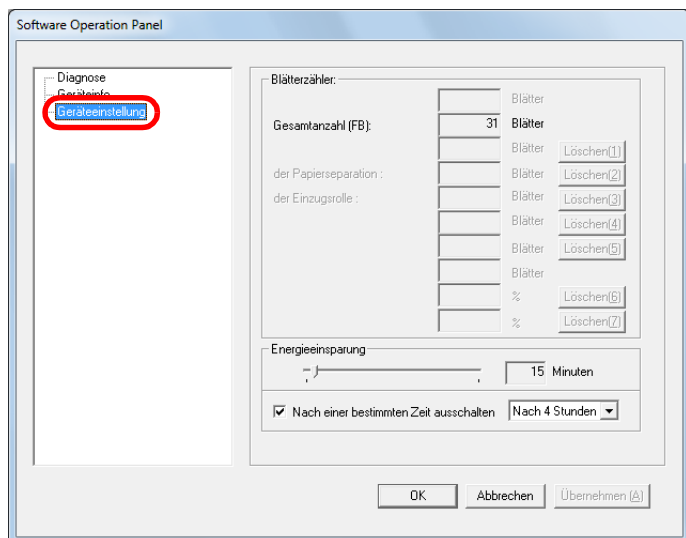 Software Operation Panel
Diagnose
Geräteinfo
Geräteeinstellung
Blätterzähler:
Blätter
Gesamtanzahl (FB): 31 Blätter
Blätter Löschen(1)
der Papierseparation : Blätter Löschen(2)
der Einzugsrolle : Blätter Löschen(3)
Blätter Löschen(4)
Blätter Löschen(5)
Blätter
% Löschen(6)
% Löschen(7)
Energieeinsparung
15 Minuten
Nach einer bestimmten Zeit ausschalten Nach 4 Stunden
OK Abbrechen Übernehmen (A)